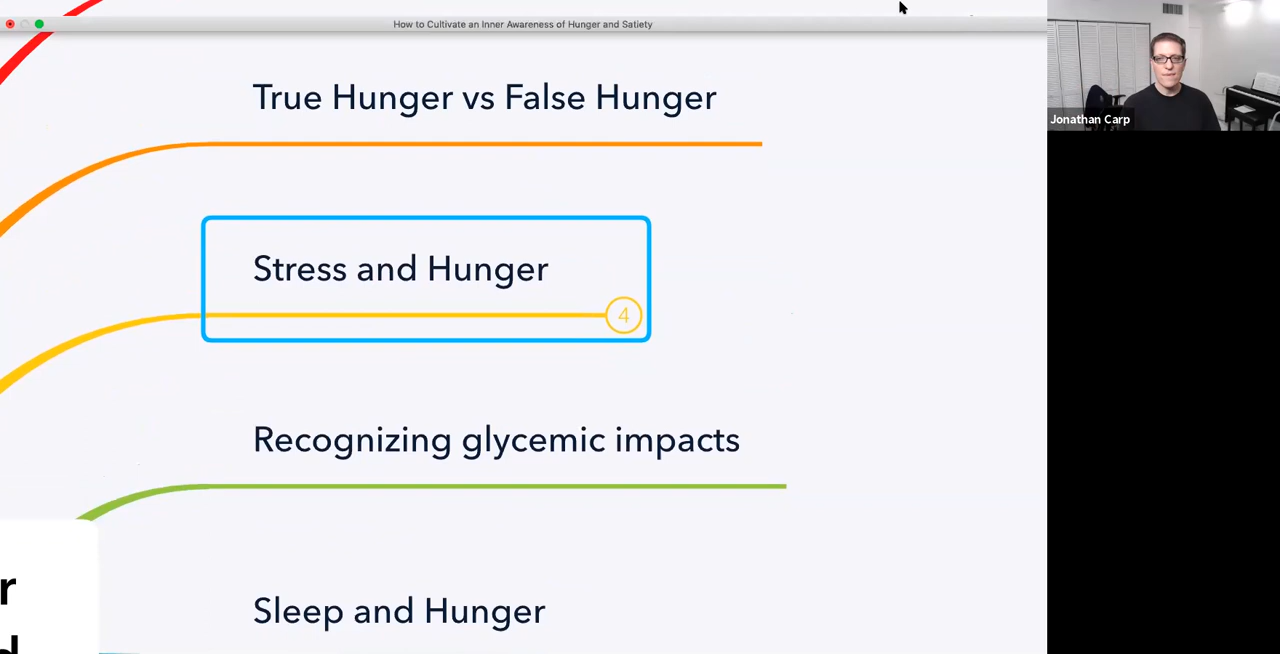 How to Cultivate an Inner Awareness of Hunger and Satiety
Jonathan Carp
True Hunger vs False Hunger
Stress and Hunger
4
Recognizing glycemic impacts
r
Sleep and Hunger